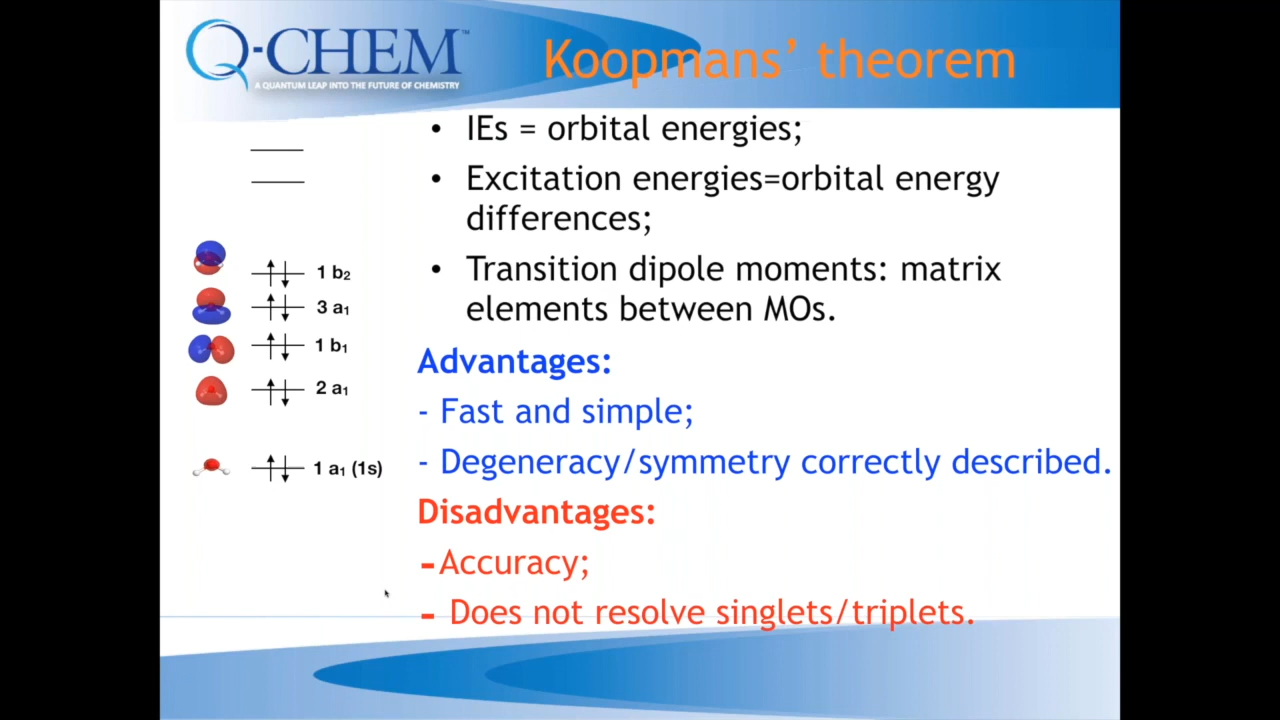 Q-CHEM™
A QUANTUM LEAP INTO THE FUTURE OF CHEMISTRY
Koopmans’ theorem
• IEs = orbital energies;
• Excitation energies=orbital energy
differences;
• Transition dipole moments: matrix
elements between MOs.
Advantages:
- Fast and simple;
- Degeneracy/symmetry correctly described.
Disadvantages:
-Accuracy;
- Does not resolve singlets/triplets.
1 b₂
3 a₁
1 b₁
2 a₁
1 a₁ (1s)